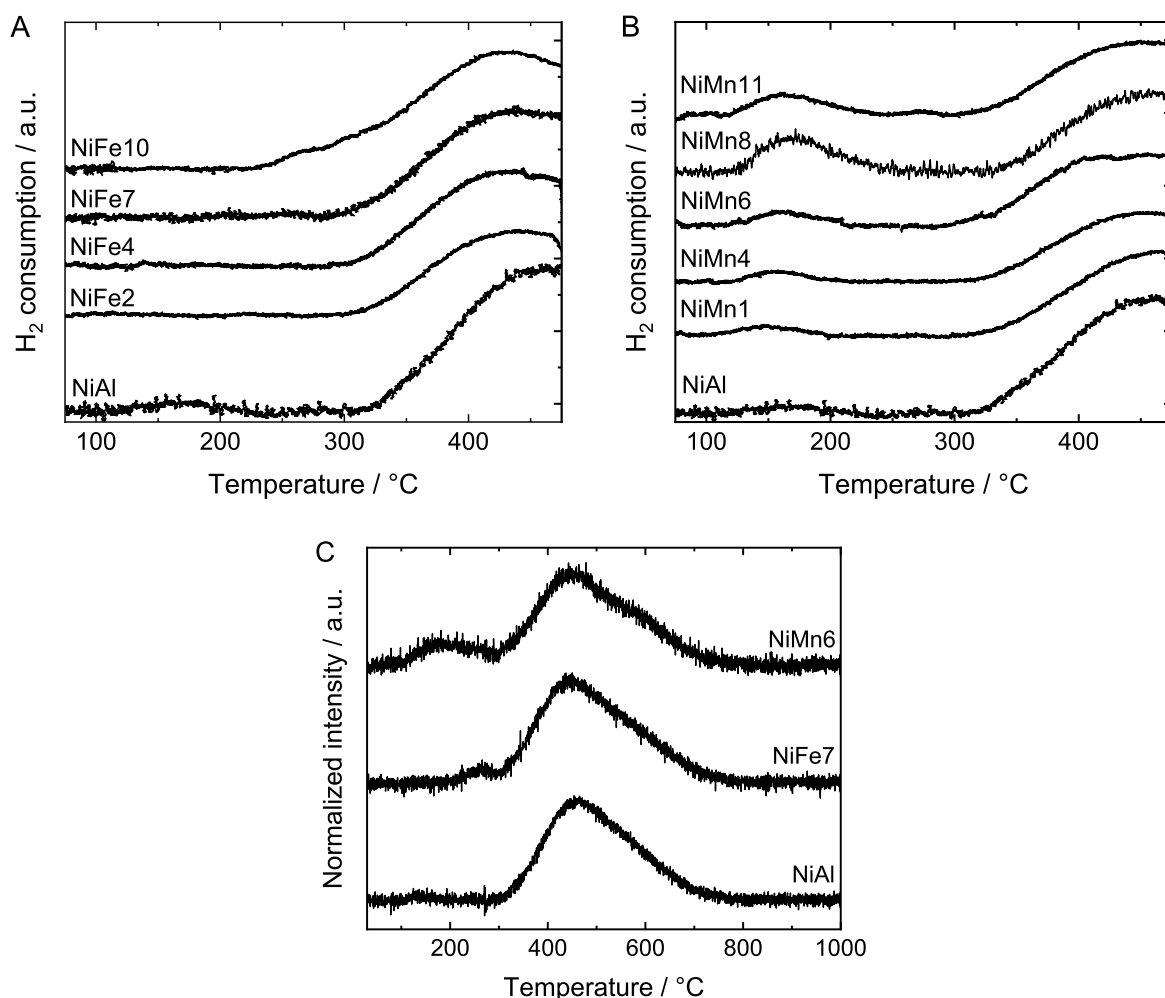 A
H₂ consumption / a.u.
NiFe10
NiFe7
NiFe4
NiFe2
NiAl
100 200 300 400
Temperature / °C
B
H₂ consumption / a.u.
NiMn11
NiMn8
NiMn6
NiMn4
NiMn1
NiAl
100 200 300 400
Temperature / °C
C
Normalized intensity / a.u.
NiMn6
NiFe7
NiAl
200 400 600 800 1000
Temperature / °C